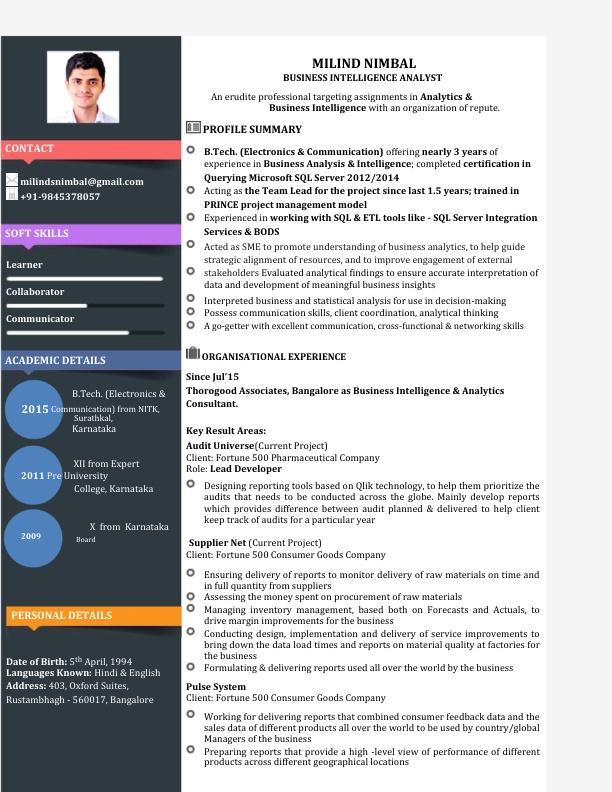 MILIND NIMBAL
BUSINESS INTELLIGENCE ANALYST
An erudite professional targeting assignments in Analytics &
Business Intelligence with an organization of repute.
CONTACT
milindsnimbal@gmail.com
+91-9845378057
SOFT SKILLS
Learner
Collaborator
Communicator
ACADEMIC DETAILS
B.Tech. (Electronics &
2015 Communication) from NITK,
Surathkal,
Karnataka
XII from Expert
2011 Pre University
College, Karnataka
X from Karnataka
2009
Board
PERSONAL DETAILS
Date of Birth: 5th April, 1994
Languages Known: Hindi & English
Address: 403, Oxford Suites,
Rustambhagh - 560017, Bangalore
PROFILE SUMMARY
B.Tech. (Electronics & Communication) offering nearly 3 years of
experience in Business Analysis & Intelligence; completed certification in
Querying Microsoft SQL Server 2012/2014
Acting as the Team Lead for the project since last 1.5 years; trained in
PRINCE project management model
Experienced in working with SQL & ETL tools like - SQL Server Integration
Services & BODS
Acted as SME to promote understanding of business analytics, to help guide
strategic alignment of resources, and to improve engagement of external
stakeholders Evaluated analytical findings to ensure accurate interpretation of
data and development of meaningful business insights
Interpreted business and statistical analysis for use in decision-making
Possess communication skills, client coordination, analytical thinking
A go-getter with excellent communication, cross-functional & networking skills
ORGANISATIONAL EXPERIENCE
Since Jul'15
Thorogood Associates, Bangalore as Business Intelligence & Analytics
Consultant.
Key Result Areas:
Audit Universe(Current Project)
Client: Fortune 500 Pharmaceutical Company
Role: Lead Developer
Designing reporting tools based on Qlik technology, to help them prioritize the
audits that needs to be conducted across the globe. Mainly develop reports
which provides difference between audit planned & delivered to help client
keep track of audits for a particular year
Supplier Net (Current Project)
Client: Fortune 500 Consumer Goods Company
Ensuring delivery of reports to monitor delivery of raw materials on time and
in full quantity from suppliers
Assessing the money spent on procurement of raw materials
Managing inventory management, based both on Forecasts and Actuals, to
drive margin improvements for the business
Conducting design, implementation and delivery of service improvements to
bring down the data load times and reports on material quality at factories for
the business
Formulating & delivering reports used all over the world by the business
Pulse System
Client: Fortune 500 Consumer Goods Company
Working for delivering reports that combined consumer feedback data and the
sales data of different products all over the world to be used by country/global
Managers of the business
Preparing reports that provide a high -level view of performance of different
products across different geographical locations